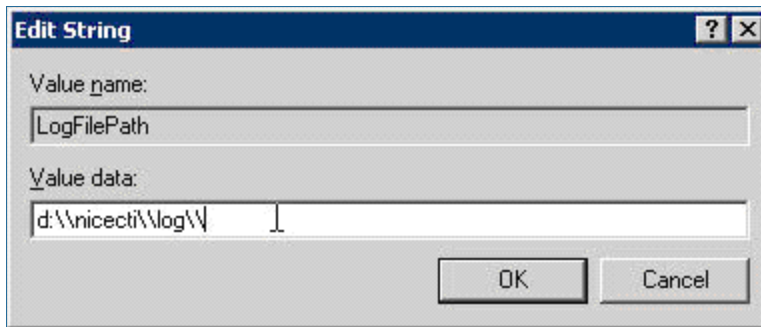 Edit String
?
Value name:
LogFilePath
Value data:
d:\\nicecti\\log\\
OK Cancel